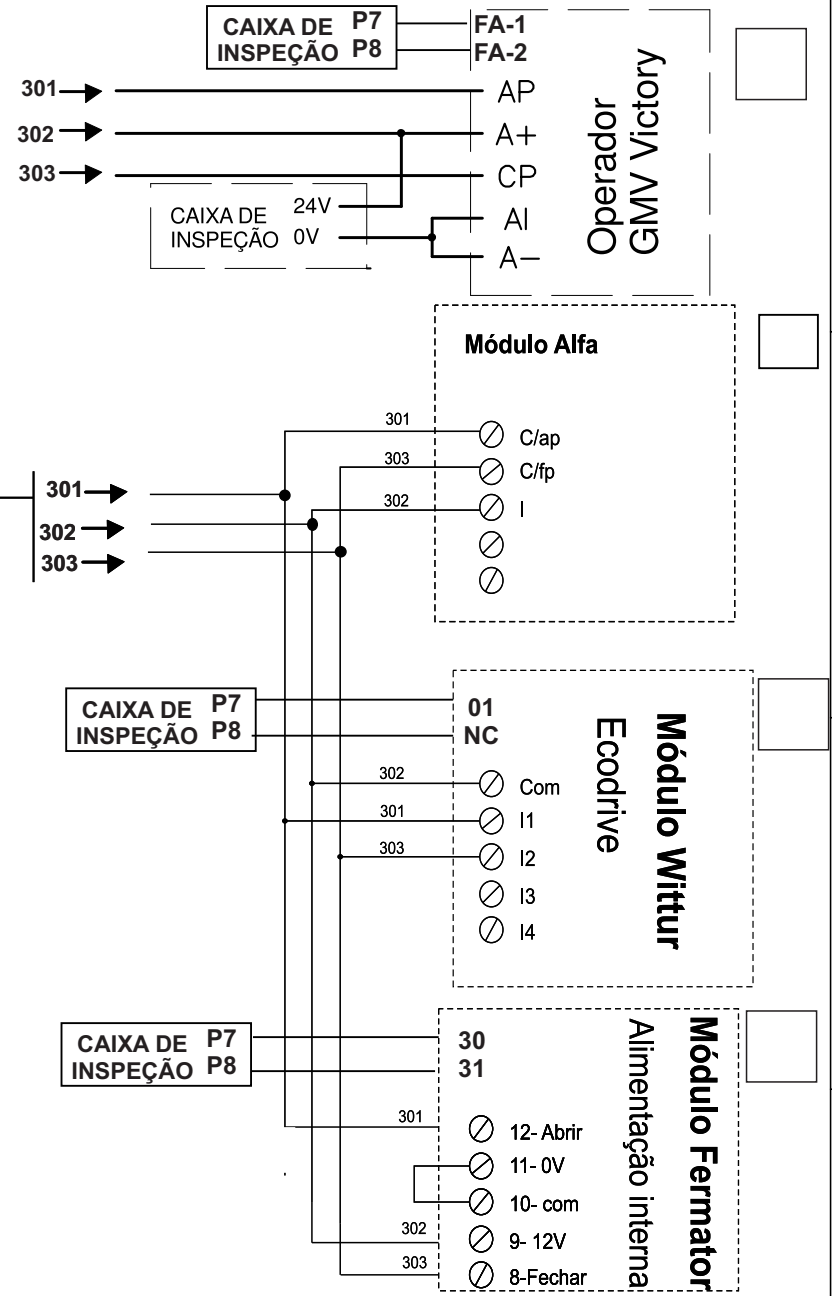 CAIXA DE P7
INSPEÇÃO P8
FA-1
FA-2
301
302
303
AP
A+
CP
AI
A−
CAIXA DE 24V
INSPEÇÃO 0V
Operador
GMV Victory
Módulo Alfa
301
C/ap
303
C/fp
302
I
301
302
303
CAIXA DE P7
INSPEÇÃO P8
01
NC
302
Com
301
I1
303
I2
I3
I4
Ecodrive
Módulo Wittur
CAIXA DE P7
INSPEÇÃO P8
30
31
301
12- Abrir
11- 0V
10- com
302
9- 12V
303
8-Fechar
Alimentação interna
Módulo Fermator